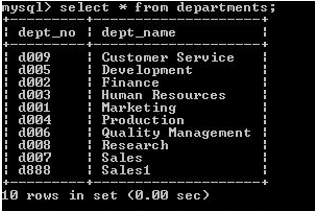 mysql> select * from departments;
+---------+--------------------+
| dept_no | dept_name          |
+---------+--------------------+
| d009    | Customer Service   |
| d005    | Development        |
| d002    | Finance            |
| d003    | Human Resources    |
| d001    | Marketing          |
| d004    | Production         |
| d006    | Quality Management |
| d008    | Research           |
| d007    | Sales              |
| d888    | Sales1             |
+---------+--------------------+
10 rows in set (0.00 sec)